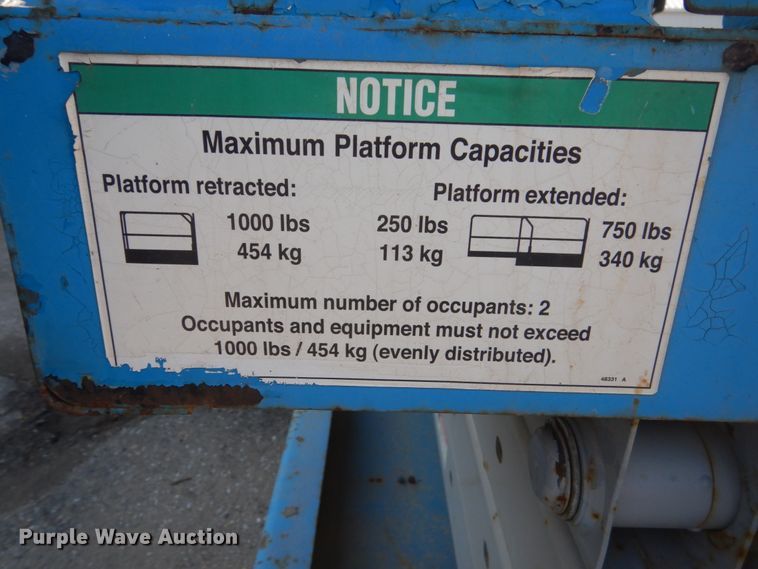 NOTICE
Maximum Platform Capacities
Platform retracted: Platform extended:
1000 lbs 250 lbs 750 lbs
454 kg 113 kg 340 kg
Maximum number of occupants: 2
Occupants and equipment must not exceed
1000 lbs / 454 kg (evenly distributed).
48331 A
Purple Wave Auction